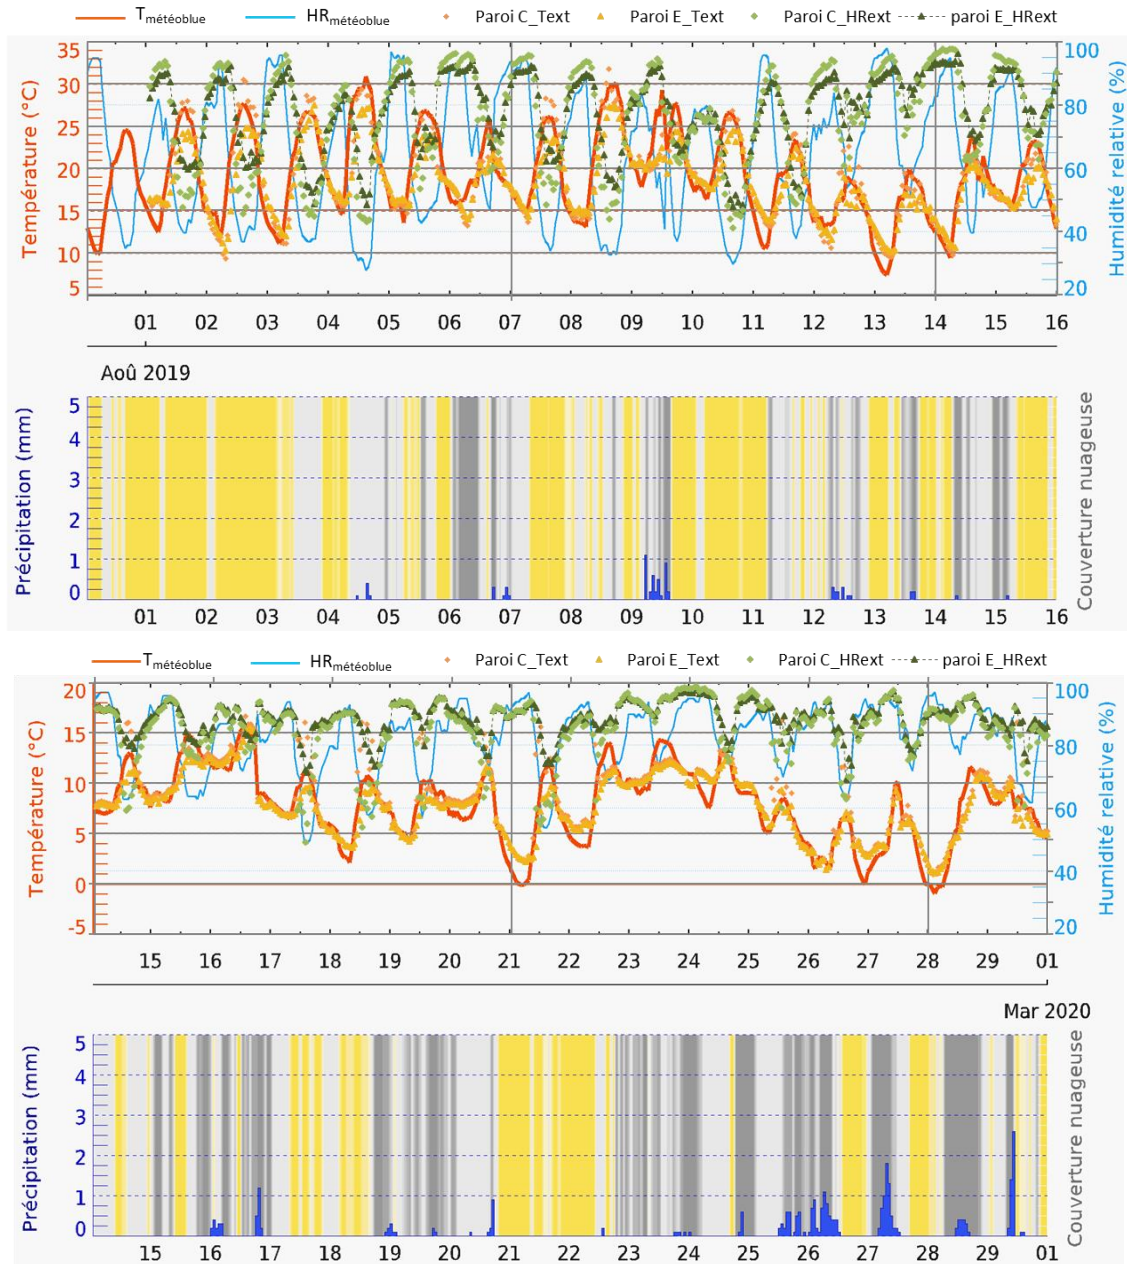 T météoblue HR météoblue Paroi C_Text Paroi E_Text Paroi C_HRext paroi E_HRext
Température (°C)
35
30
25
20
15
10
5
100
80
60
40
20
Humidité relative (%)
01 02 03 04 05 06 07 08 09 10 11 12 13 14 15 16
Aoû 2019
Précipitation (mm)
5
4
3
2
1
0
Couverture nuageuse
01 02 03 04 05 06 07 08 09 10 11 12 13 14 15 16
T météoblue HR météoblue Paroi C_Text Paroi E_Text Paroi C_HRext paroi E_HRext
Température (°C)
20
15
10
5
0
-5
100
80
60
40
20
Humidité relative (%)
15 16 17 18 19 20 21 22 23 24 25 26 27 28 29 01
Mar 2020
Précipitation (mm)
5
4
3
2
1
0
Couverture nuageuse
15 16 17 18 19 20 21 22 23 24 25 26 27 28 29 01